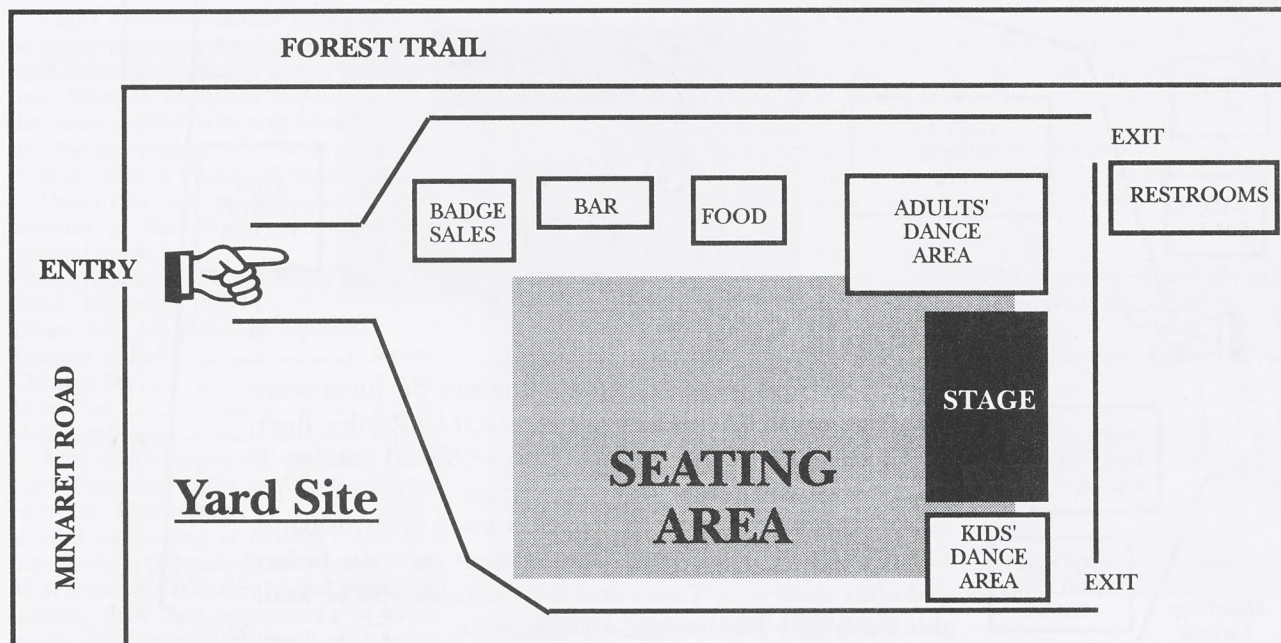 FOREST TRAIL
EXIT
RESTROOMS
BADGE
SALES
BAR
FOOD
ADULTS'
DANCE
AREA
ENTRY
STAGE
MINARET ROAD
Yard Site
SEATING
AREA
KIDS'
DANCE
AREA
EXIT